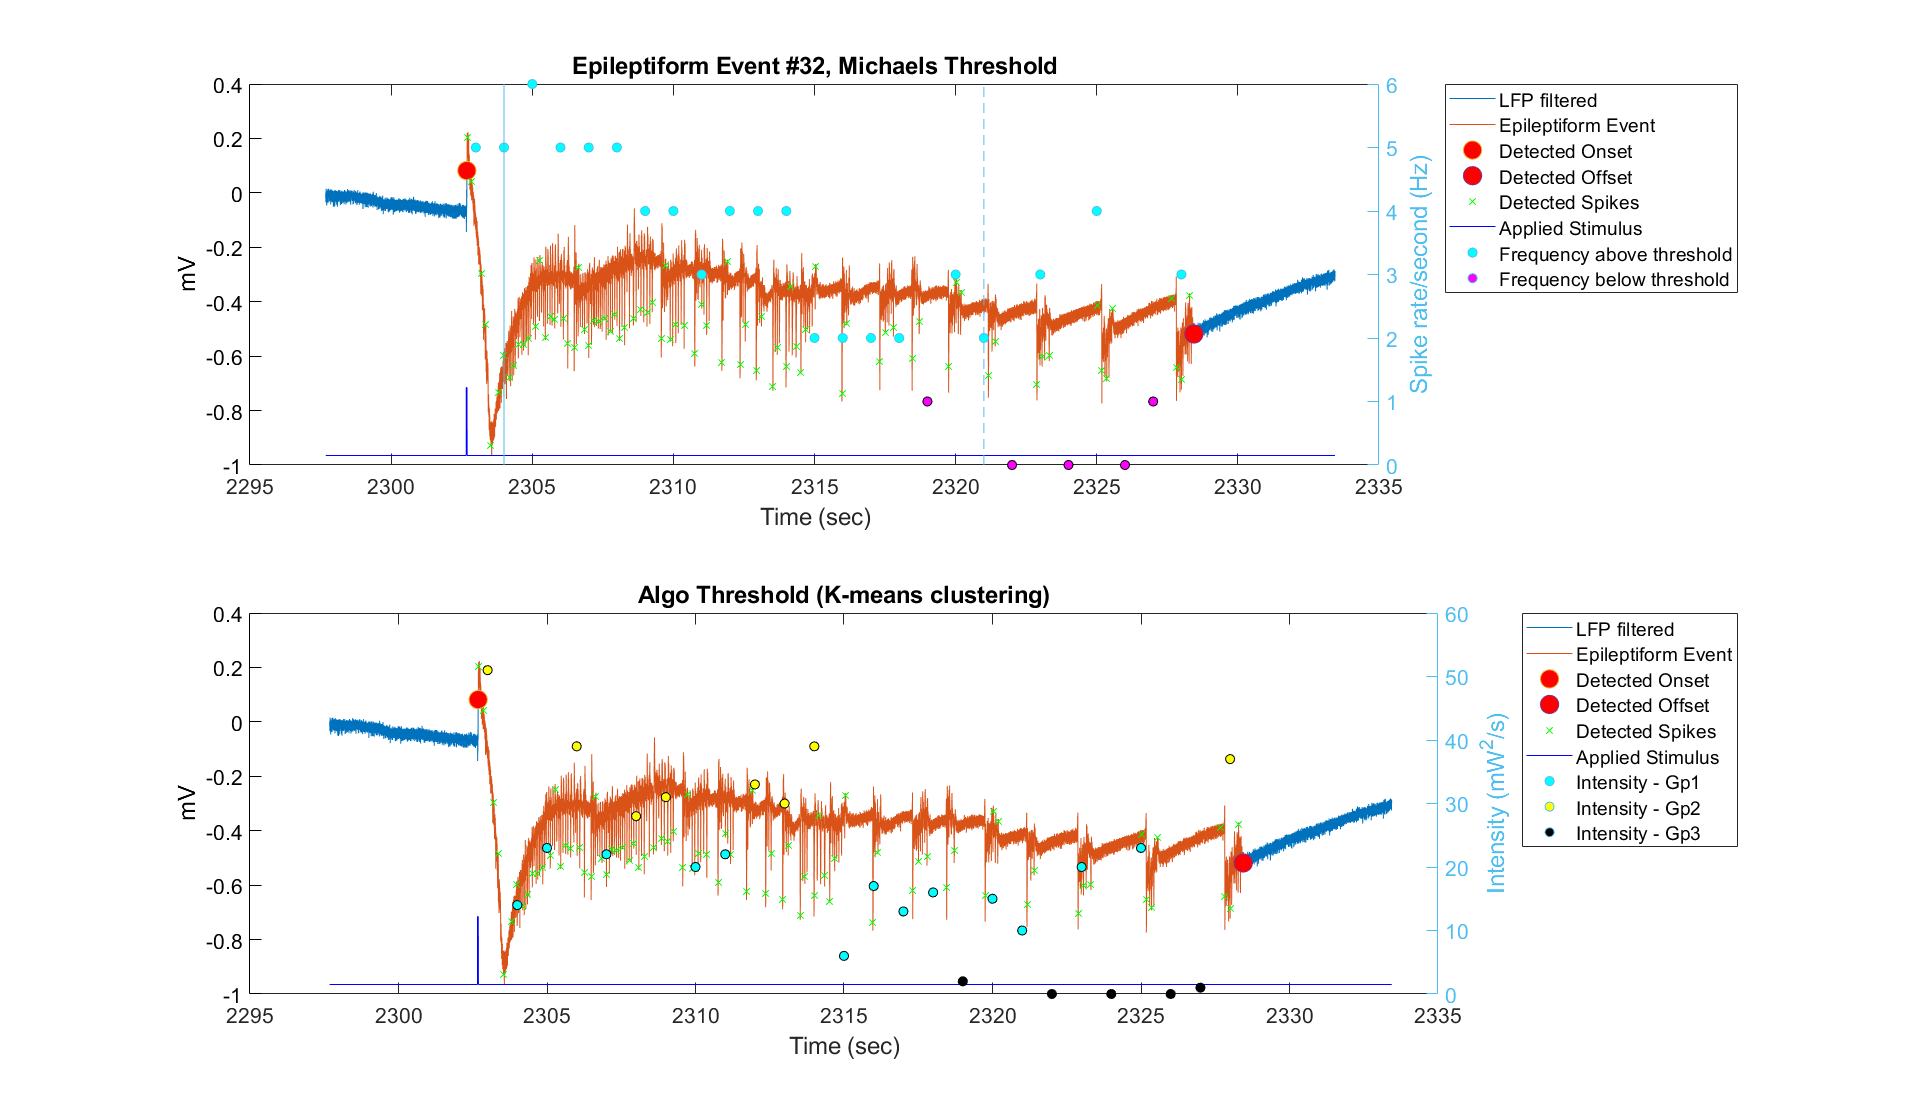 Epileptiform Event #32, Michaels Threshold
0.4
0.2
0
-0.2
-0.4
-0.6
-0.8
-1
mV
2295 2300 2305 2310 2315 2320 2325 2330 2335
Time (sec)
6
5
4
3
2
1
0
Spike rate/second (Hz)
LFP filtered
Epileptiform Event
Detected Onset
Detected Offset
Detected Spikes
Applied Stimulus
Frequency above threshold
Frequency below threshold
Algo Threshold (K-means clustering)
0.4
0.2
0
-0.2
-0.4
-0.6
-0.8
-1
mV
2295 2300 2305 2310 2315 2320 2325 2330 2335
Time (sec)
60
50
40
30
20
10
0
Intensity (mW²/s)
LFP filtered
Epileptiform Event
Detected Onset
Detected Offset
Detected Spikes
Applied Stimulus
Intensity - Gp1
Intensity - Gp2
Intensity - Gp3